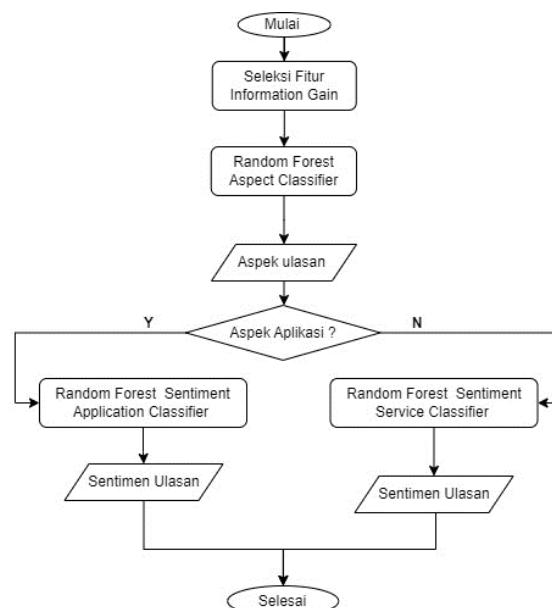 Mulai
Seleksi Fitur
Information Gain
Random Forest
Aspect Classifier
Aspek ulasan
Y
Aspek Aplikasi ?
N
Random Forest Sentiment
Application Classifier
Random Forest Sentiment
Service Classifier
Sentimen Ulasan
Sentimen Ulasan
Selesai